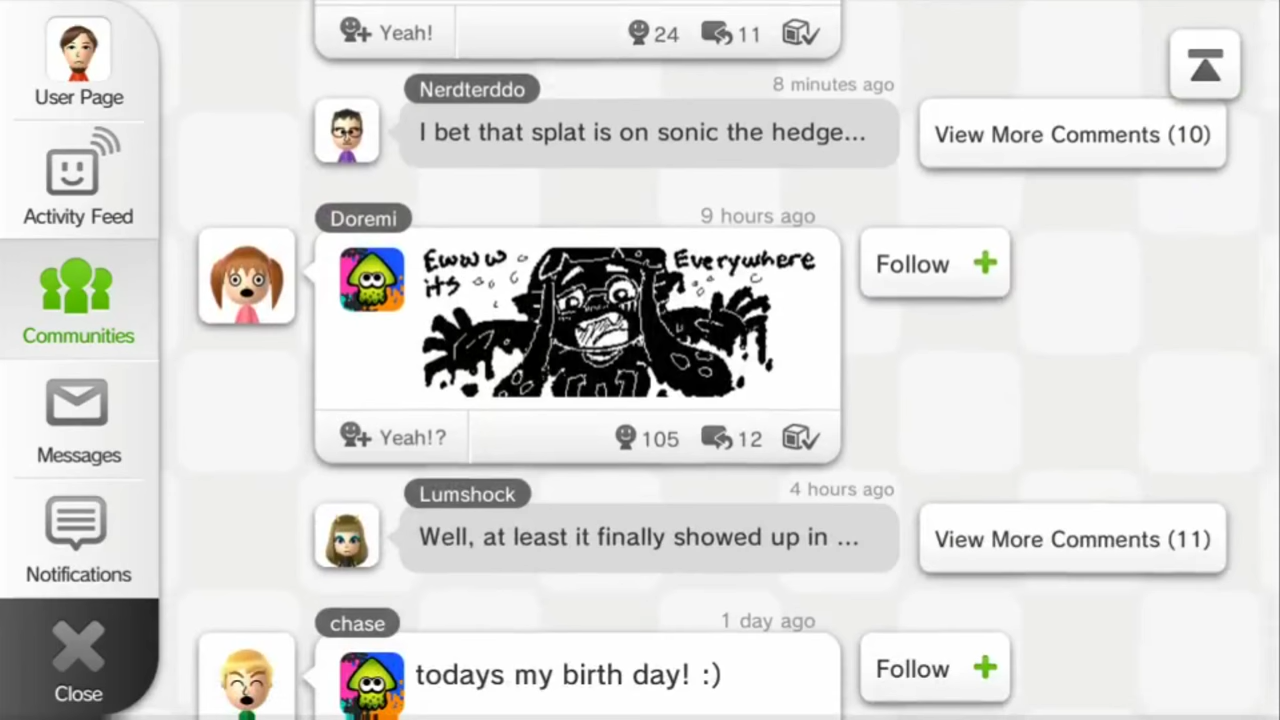 User Page
Activity Feed
Communities
Messages
Notifications
Close
Yeah!
24
11
Nerdterddo
8 minutes ago
I bet that splat is on sonic the hedge...
View More Comments (10)
Doremi
9 hours ago
Ewww
its
Everywhere
Follow
Yeah!?
105
12
Lumshock
4 hours ago
Well, at least it finally showed up in ...
View More Comments (11)
chase
1 day ago
todays my birth day! :)
Follow